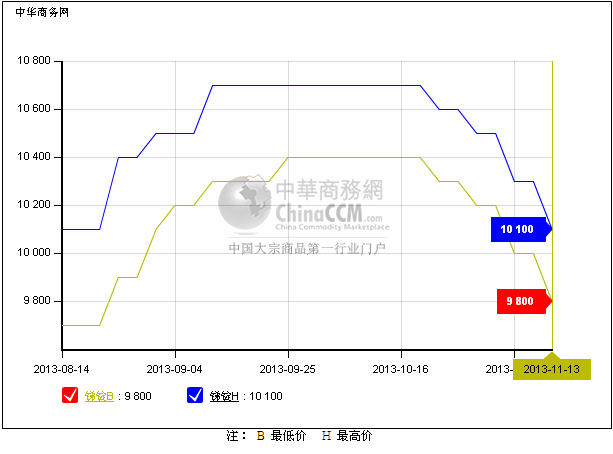 中华商务网
10 800
10 600
10 400
10 200
10 000
9 800
中華商務網
ChinaCCM.com
China Commodity Marketplace
中国大宗商品第一行业门户
10 100
9 800
2013-08-14
2013-09-04
2013-09-25
2013-10-16
2013-11-13
锑锭B : 9 800
锑锭H : 10 100
注： B 最低价 H 最高价